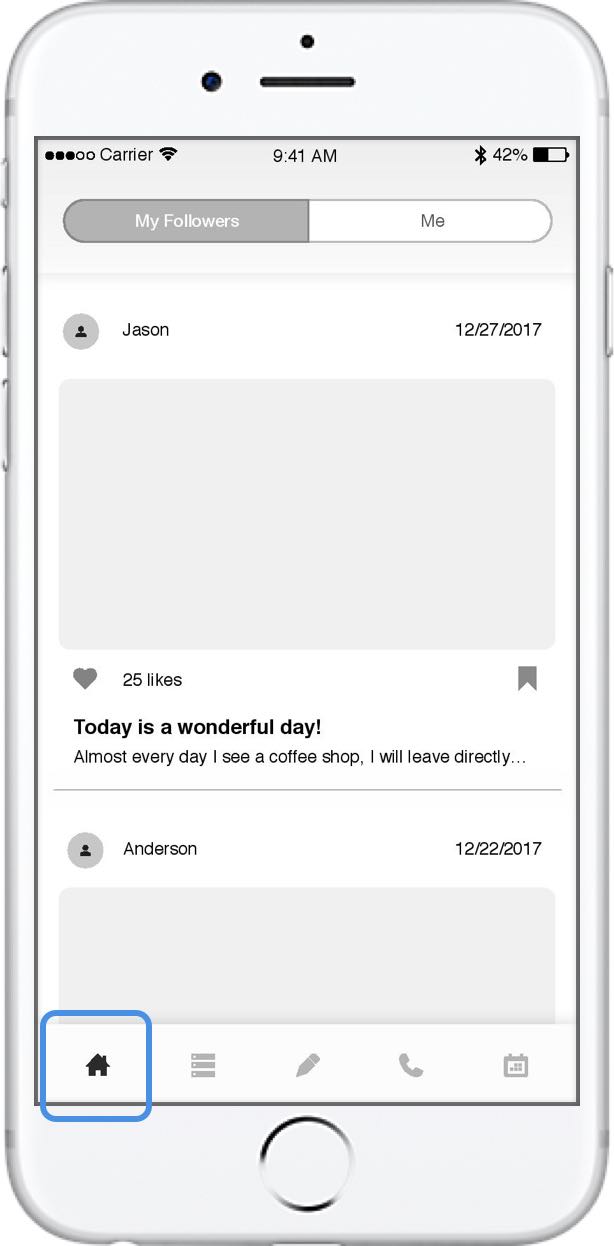 Carrier 9:41 AM 42%
My Followers Me
Jason 12/27/2017
25 likes
Today is a wonderful day!
Almost every day I see a coffee shop, I will leave directly...
Anderson 12/22/2017